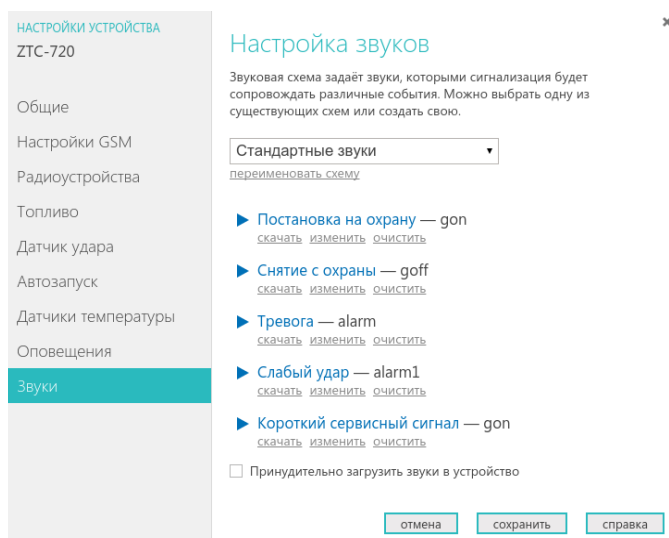 НАСТРОЙКИ УСТРОЙСТВА
ZTC-720
Общие
Настройки GSM
Радиоустройства
Топливо
Датчик удара
Автозапуск
Датчики температуры
Оповещения
Звуки
Настройка звуков
Звуковая схема задаёт звуки, которыми сигнализация будет
сопровождать различные события. Можно выбрать одну из
существующих схем или создать свою.
Стандартные звуки
переименовать схему
Постановка на охрану — gon
скачать изменить очистить
Снятие с охраны — goff
скачать изменить очистить
Тревога — alarm
скачать изменить очистить
Слабый удар — alarm1
скачать изменить очистить
Короткий сервисный сигнал — gon
скачать изменить очистить
Принудительно загрузить звуки в устройство
отмена сохранить справка